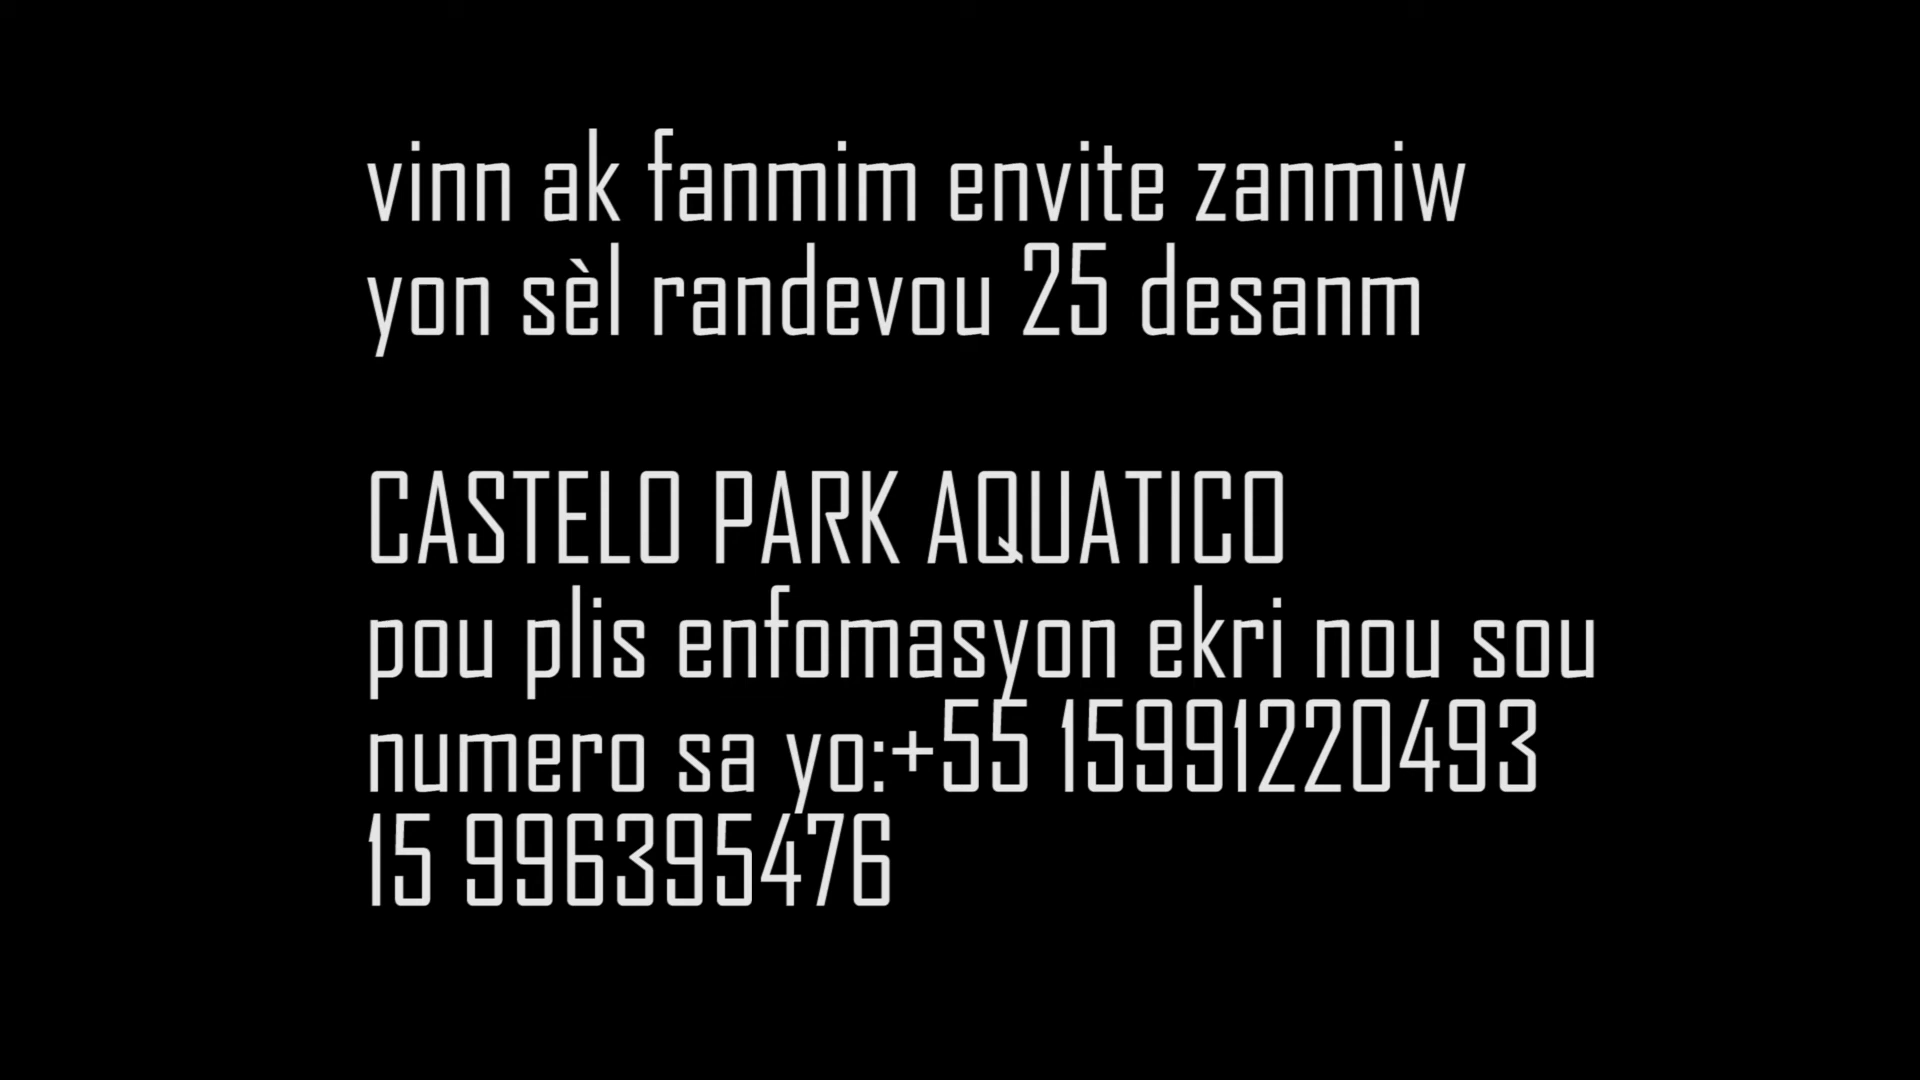 vinn ak fanmim envite zanmiw
yon sèl randevou 25 desanm
CASTELO PARK AQUATICO
pou plis enfomasyon ekri nou sou
numero sa yo:+55 15991220493
15 996395476